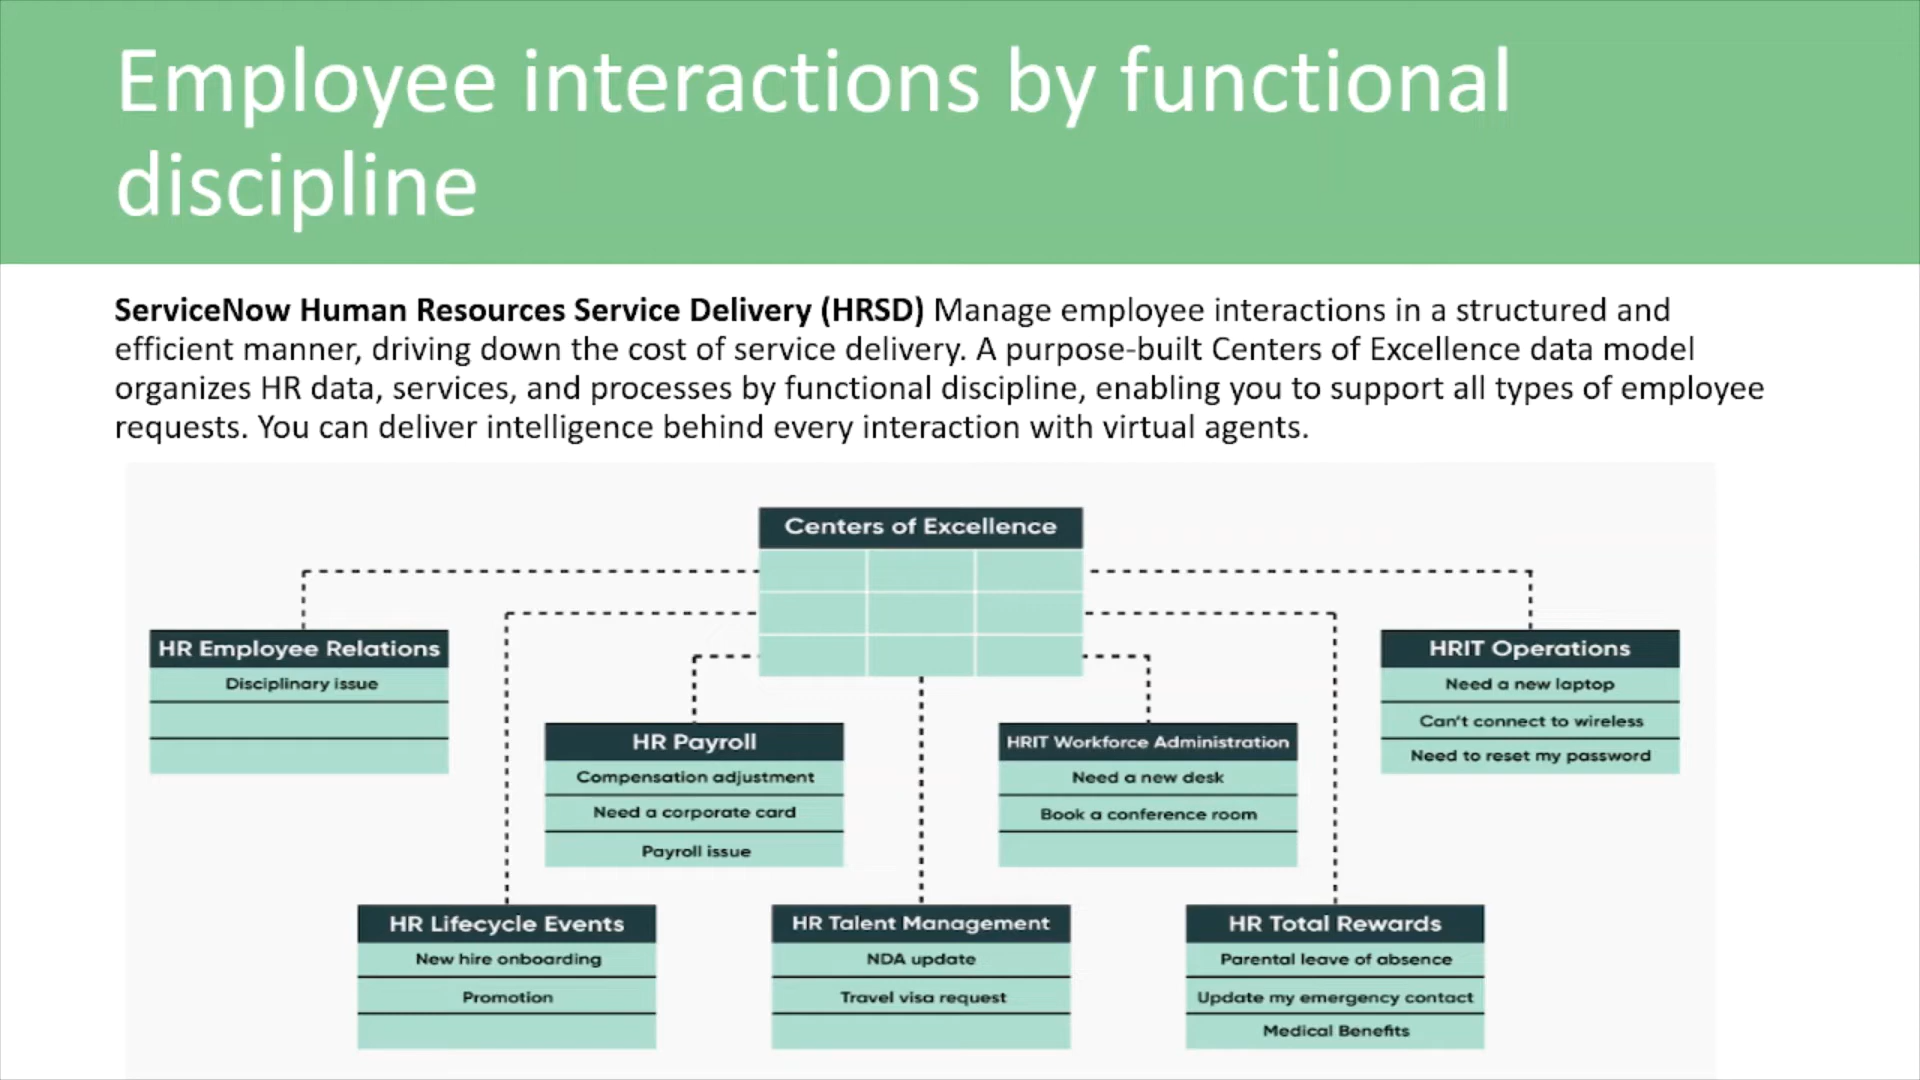 Employee interactions by functional
discipline
ServiceNow Human Resources Service Delivery (HRSD) Manage employee interactions in a structured and
efficient manner, driving down the cost of service delivery. A purpose-built Centers of Excellence data model
organizes HR data, services, and processes by functional discipline, enabling you to support all types of employee
requests. You can deliver intelligence behind every interaction with virtual agents.
Centers of Excellence
HR Employee Relations
Disciplinary issue
HR Payroll
Compensation adjustment
Need a corporate card
Payroll issue
HRIT Workforce Administration
Need a new desk
Book a conference room
HRIT Operations
Need a new laptop
Can't connect to wireless
Need to reset my password
HR Lifecycle Events
New hire onboarding
Promotion
HR Talent Management
NDA update
Travel visa request
HR Total Rewards
Parental leave of absence
Update my emergency contact
Medical Benefits